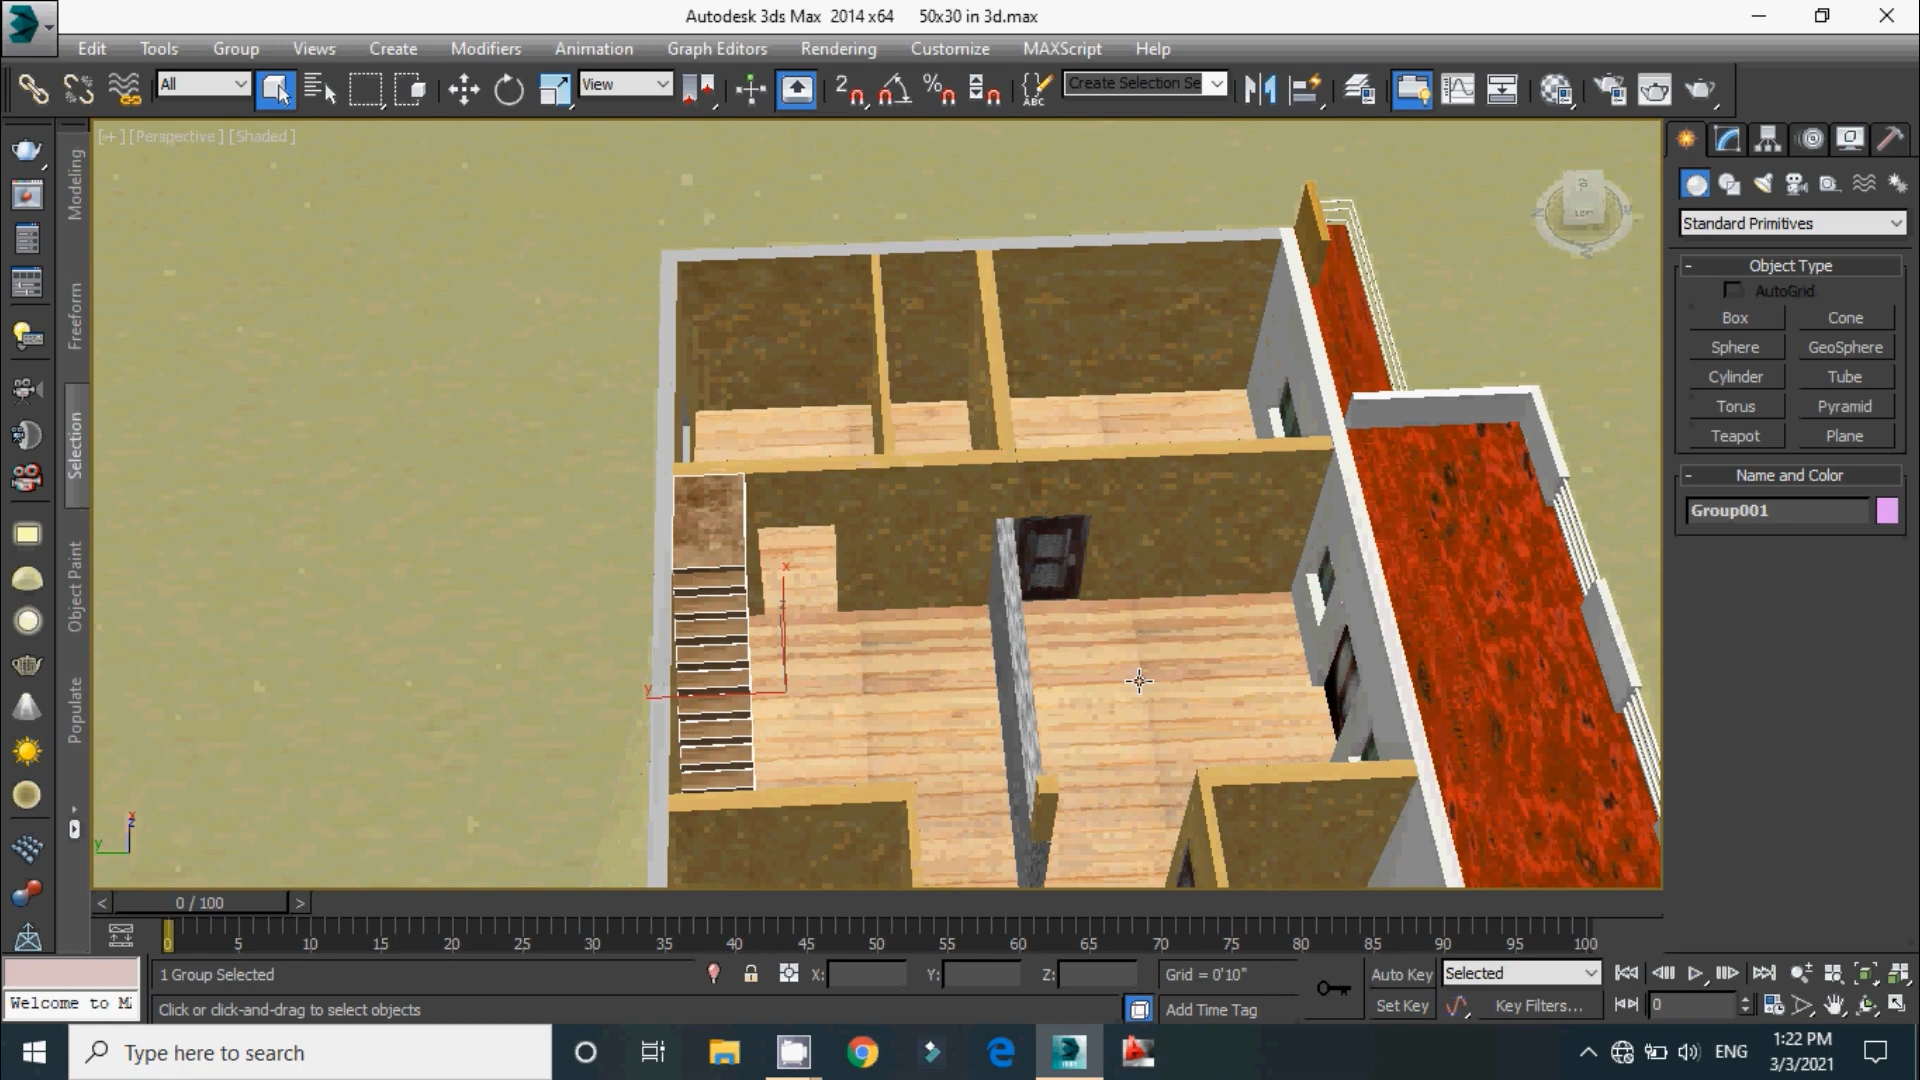 Autodesk 3ds Max  2014 x64     50x30 in 3d.max
Edit Tools Group Views Create Modifiers Animation Graph Editors Rendering Customize MAXScript Help
All
View
2
%
ABC
Create Selection Se
[+] [Perspective] [Shaded]
Modeling
Freeform
Selection
Object Paint
Populate
LEFT
Standard Primitives
- Object Type
AutoGrid
Box Cone
Sphere GeoSphere
Cylinder Tube
Torus Pyramid
Teapot Plane
- Name and Color
Group001
x
y
x
z
y
< 0 / 100 >
0 5 10 15 20 25 30 35 40 45 50 55 60 65 70 75 80 85 90 95 100
1 Group Selected
X: Y: Z:
Grid = 0'10"
Auto Key
Selected
Welcome to M
Click or click-and-drag to select objects
Add Time Tag
Set Key
Key Filters...
0
Type here to search
ENG
1:22 PM
3/3/2021